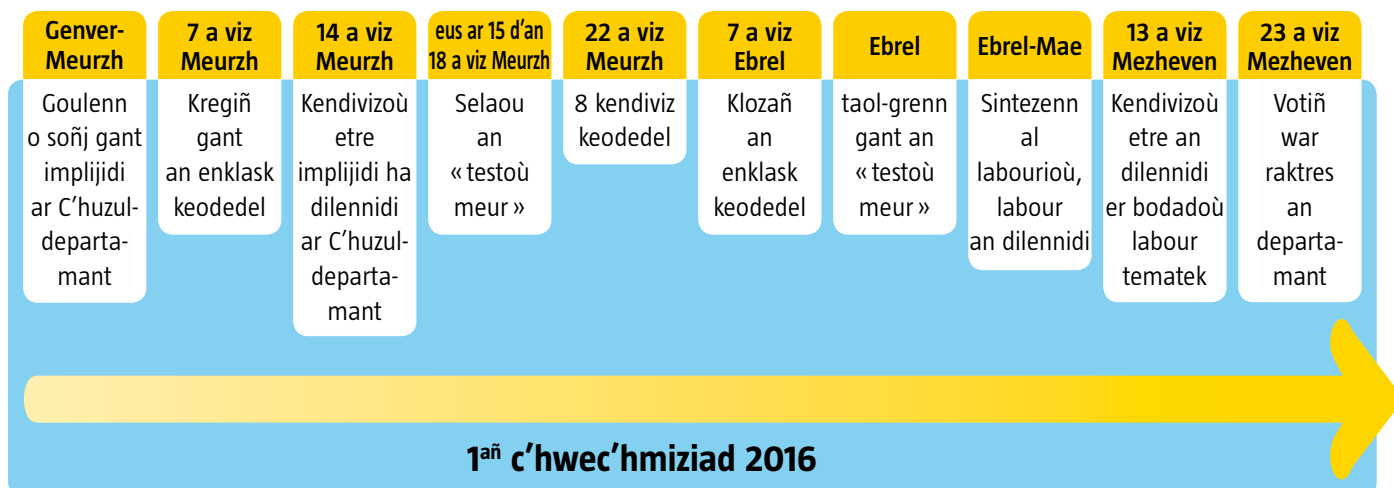 Genver-
Meurzh
Goulenn
o soñj gant
implijidi
ar C'huzul-
departa-
mant
7 a viz
Meurzh
Kregiñ
gant
an enklask
keodedel
14 a viz
Meurzh
Kendivizoù
etre
implijidi ha
dilennidi
ar C'huzul-
departa-
mant
eus ar 15 d'an
18 a viz Meurzh
Selaou
an
« testoù
meur »
22 a viz
Meurzh
8 kendiviz
keodedel
7 a viz
Ebrel
Klozañ
an
enklask
keodedel
Ebrel
taol-grenn
gant an
« testoù
meur »
Ebrel-Mae
Sintezenn
al
labourioù,
labour
an dilennidi
13 a viz
Mezheven
Kendivizoù
etre an
dilennidi
er bodadoù
labour
tematek
23 a viz
Mezheven
Votiñ
war
raktres
an
departa-
mant
1añ c'hwec'hmiziad 2016